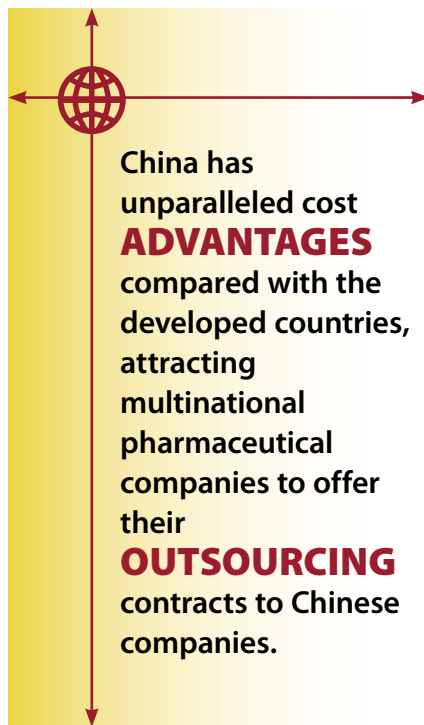 China has
unparalleled cost
ADVANTAGES
compared with the
developed countries,
attracting
multinational
pharmaceutical
companies to offer
their
OUTSOURCING
contracts to Chinese
companies.